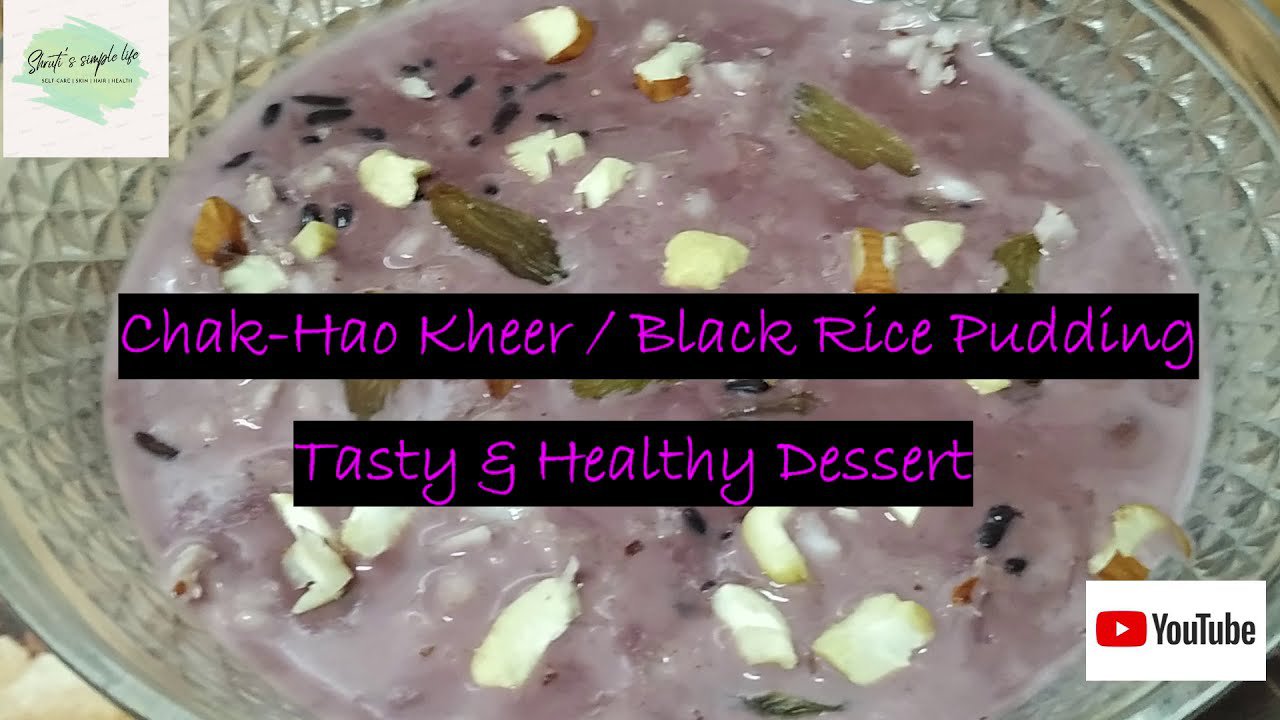 Shruti's simple life
SELF-CARE | SKIN | HAIR | HEALTH
Chak-Hao Kheer / Black Rice Pudding
Tasty & Healthy Dessert
YouTube